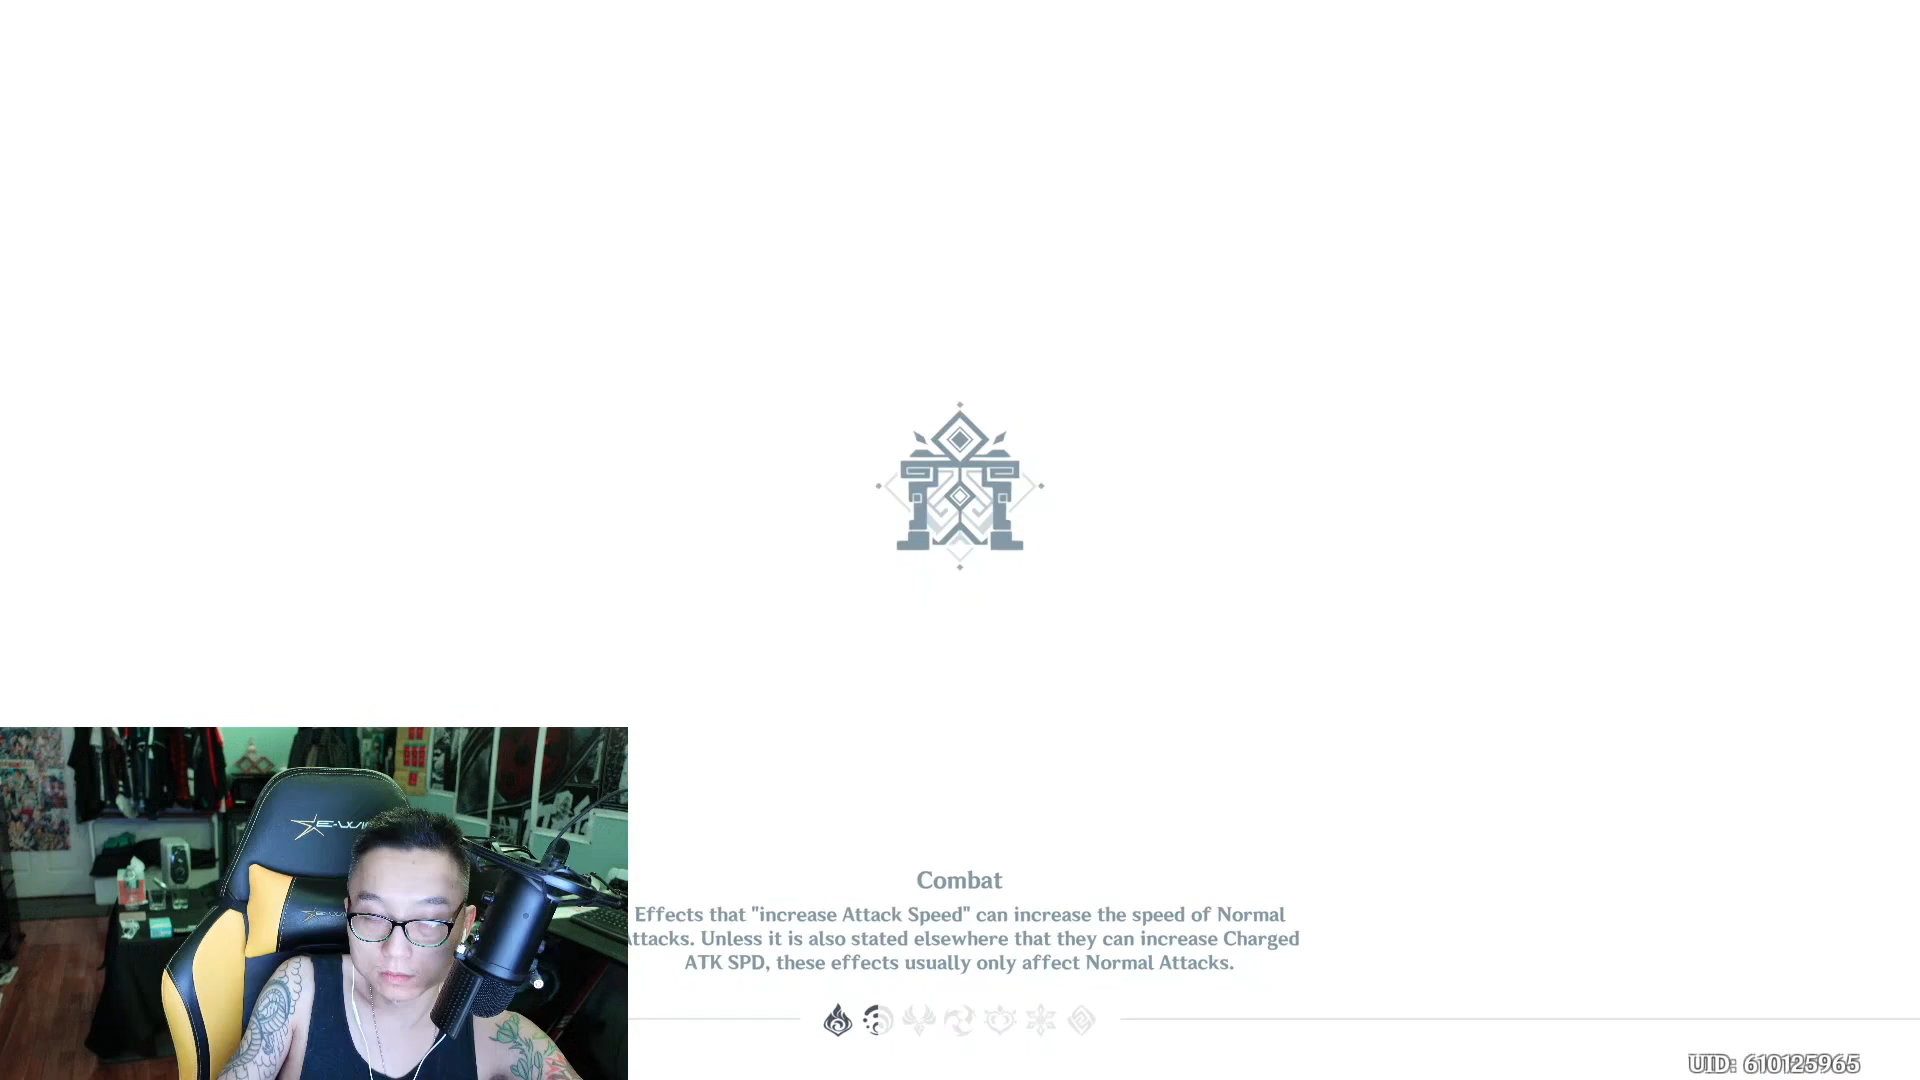 E-WI
Combat
Effects that "increase Attack Speed" can increase the speed of Normal
ttacks. Unless it is also stated elsewhere that they can increase Charged
ATK SPD, these effects usually only affect Normal Attacks.
UID: 610125965